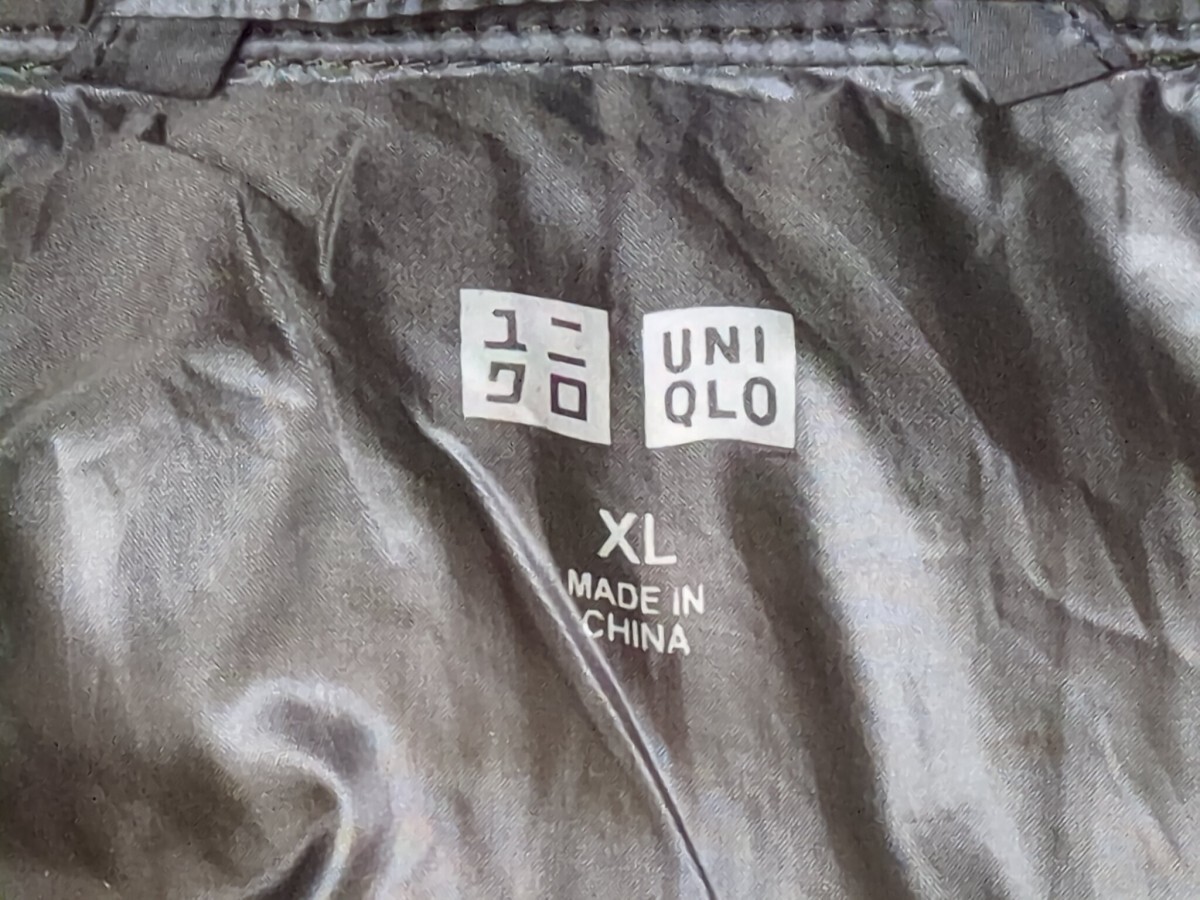 ユニ
クロ
UNI
QLO
XL
MADE IN
CHINA